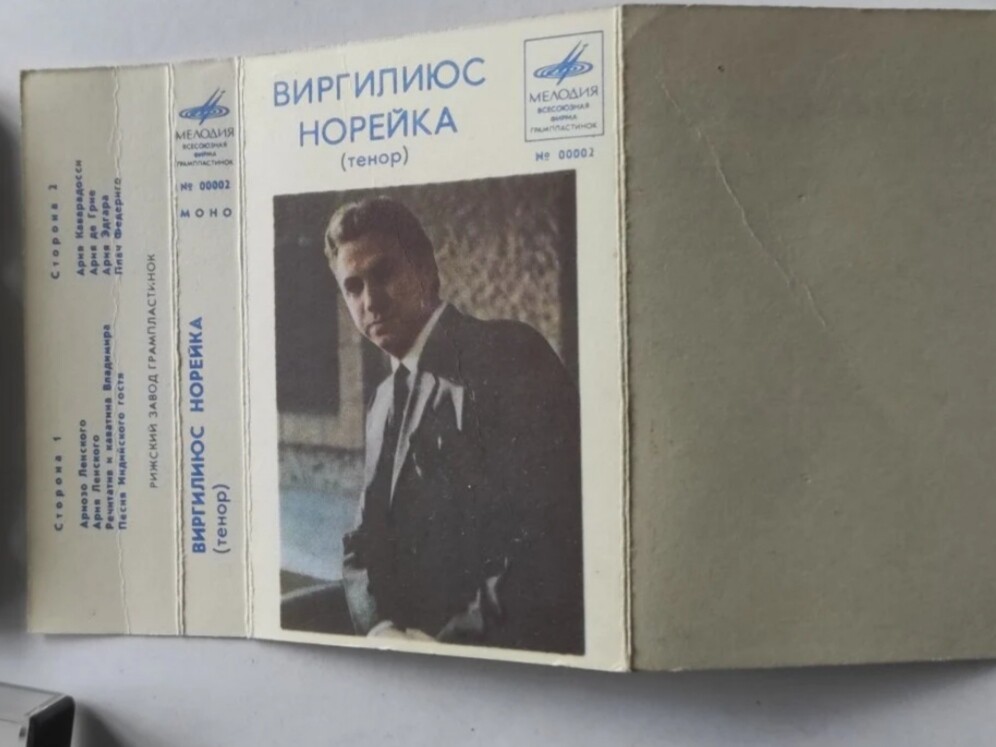 Сторона 1
Ариозо Ленского
Ария Ленского
Речитатив и каватина Владимира
Песня Индийского гостя
Сторона 2
Ария Каварадосси
Ария де Грие
Ария Эдгара
Плач Федерико
РИЖСКИЙ ЗАВОД ГРАМПЛАСТИНОК
МЕЛОДИЯ
ВСЕСОЮЗНАЯ
ФИРМА
ГРАМПЛАСТИНОК
№ 00002
МОНО
ВИРГИЛИЮС НОРЕЙКА
(тенор)
ВИРГИЛИЮС
НОРЕЙКА
(тенор)
МЕЛОДИЯ
ВСЕСОЮЗНАЯ
ФИРМА
ГРАМПЛАСТИНОК
№ 00002